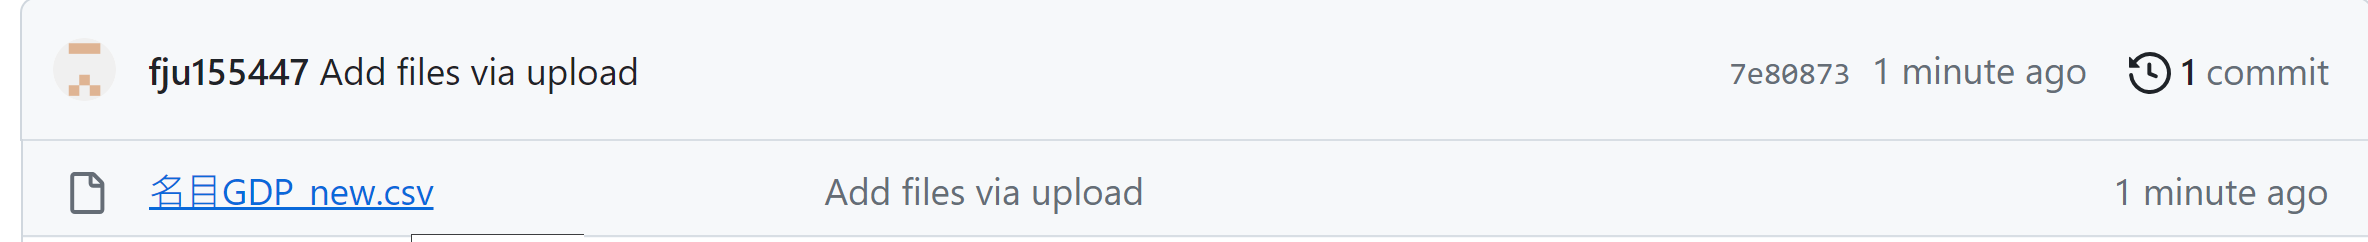 fju155447 Add files via upload 7e80873 1 minute ago 1 commit
名目GDP_new.csv Add files via upload 1 minute ago